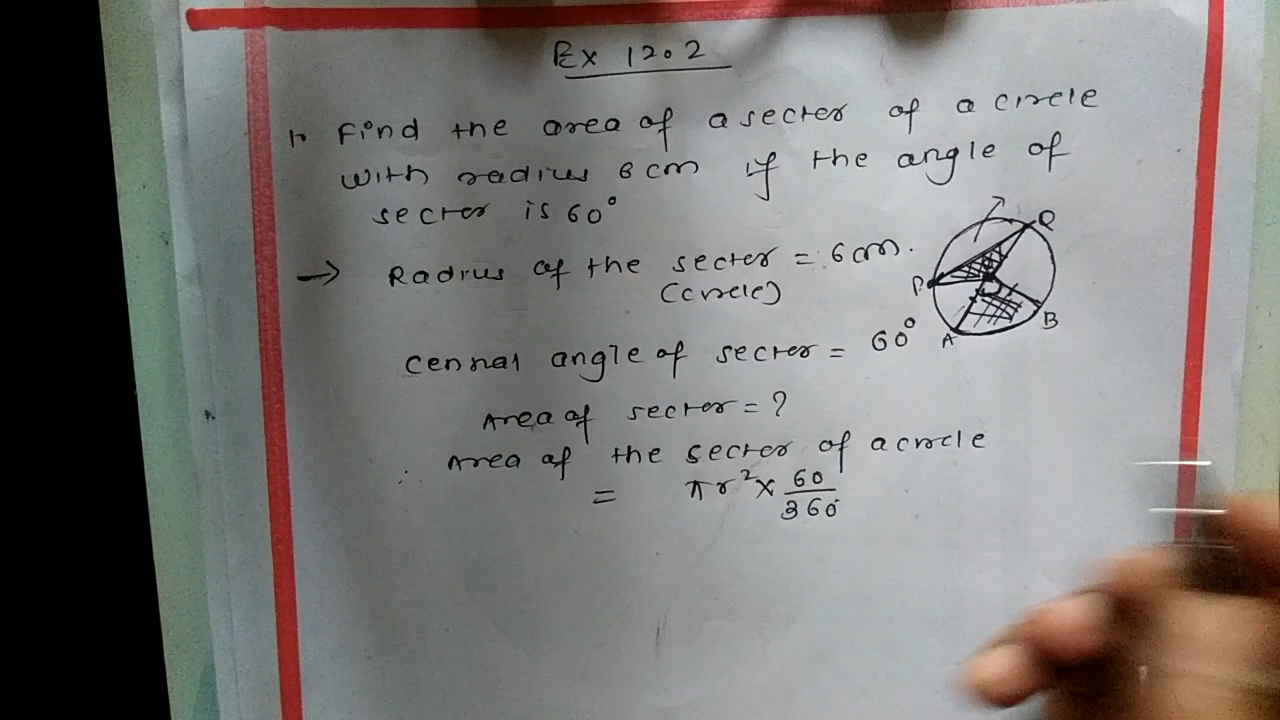 Ex 12.2
1. Find the area of a sector of a circle
with radius 6 cm if the angle of
sector is 60°
→ Radius of the sector = 6 cm.
(circle)
Q
P
O
A
B
Central angle of sector = 60°
Area of sector = ?
∴ Area of the sector of a circle
= πr² × 60/360